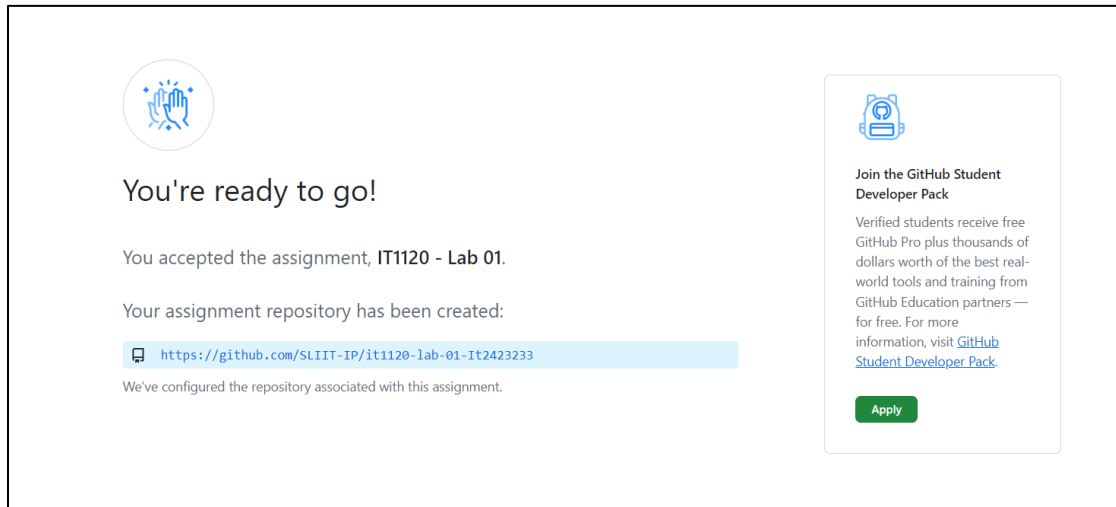 You're ready to go!
You accepted the assignment, IT1120 - Lab 01.
Your assignment repository has been created:
https://github.com/SLIIT-IP/it1120-lab-01-It2423233
We've configured the repository associated with this assignment.
Join the GitHub Student
Developer Pack
Verified students receive free
GitHub Pro plus thousands of
dollars worth of the best real-
world tools and training from
GitHub Education partners —
for free. For more
information, visit GitHub
Student Developer Pack.
Apply